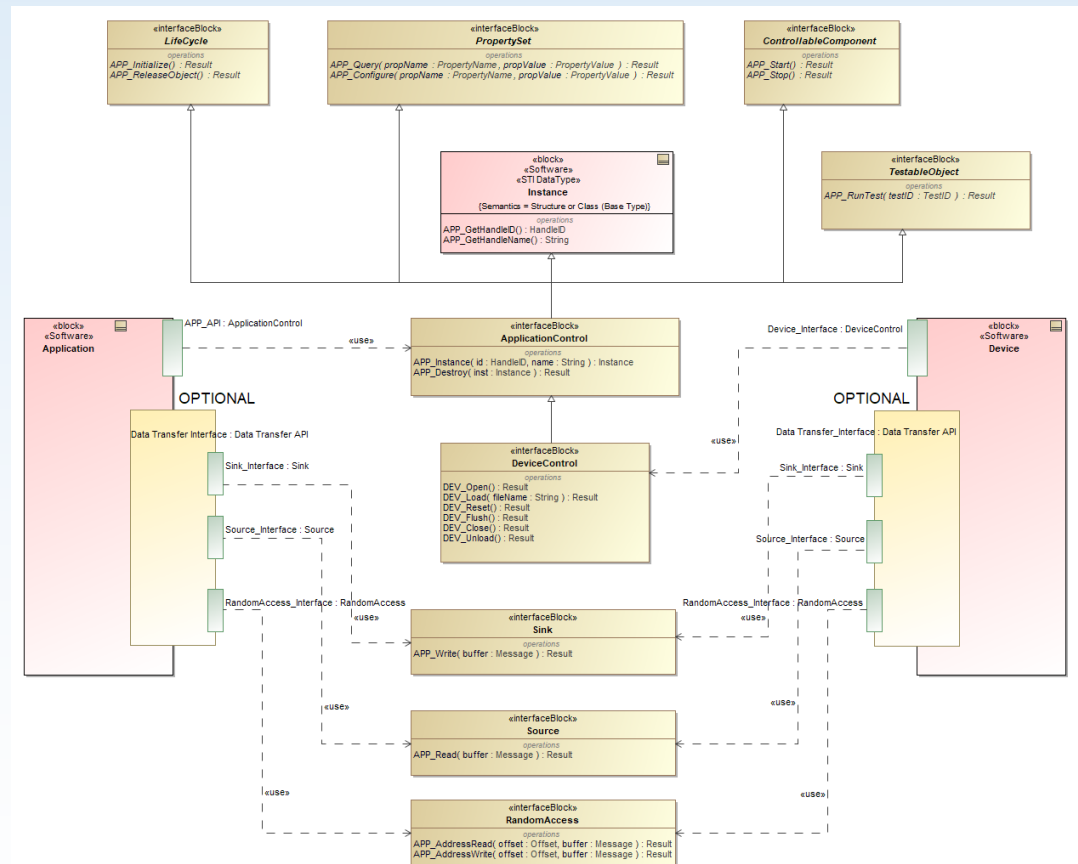 «interfaceBlock»
LifeCycle
operations
APP_Initialize() : Result
APP_ReleaseObject() : Result
«interfaceBlock»
PropertySet
operations
APP_Query( propName : PropertyName , propValue : PropertyValue ) : Result
APP_Configure( propName : PropertyName , propValue : PropertyValue ) : Result
«interfaceBlock»
ControllableComponent
operations
APP_Start() : Result
APP_Stop() : Result
«block»
«Software»
«STI DataType»
Instance
{Semantics = Structure or Class (Base Type)}
operations
APP_GetHandleID() : HandleID
APP_GetHandleName() : String
«interfaceBlock»
TestableObject
operations
APP_RunTest( testID : TestID ) : Result
«block»
«Software»
Application
APP_API : ApplicationControl
«use»
OPTIONAL
Data Transfer Interface : Data Transfer API
Sink_Interface : Sink
Source_Interface : Source
RandomAccess_Interface : RandomAccess
«use»
«use»
«use»
«interfaceBlock»
ApplicationControl
operations
APP_Instance( id : HandleID, name : String ) : Instance
APP_Destroy( inst : Instance ) : Result
«interfaceBlock»
DeviceControl
operations
DEV_Open() : Result
DEV_Load( fileName : String ) : Result
DEV_Reset() : Result
DEV_Flush() : Result
DEV_Close() : Result
DEV_Unload() : Result
«interfaceBlock»
Sink
operations
APP_Write( buffer : Message ) : Result
«interfaceBlock»
Source
operations
APP_Read( buffer : Message ) : Result
«interfaceBlock»
RandomAccess
operations
APP_AddressRead( offset : Offset, buffer : Message ) : Result
APP_AddressWrite( offset : Offset, buffer : Message ) : Result
«block»
«Software»
Device
Device_Interface : DeviceControl
«use»
OPTIONAL
Data Transfer_Interface : Data Transfer API
Sink_Interface : Sink
Source_Interface : Source
RandomAccess_Interface : RandomAccess
«use»
«use»
«use»